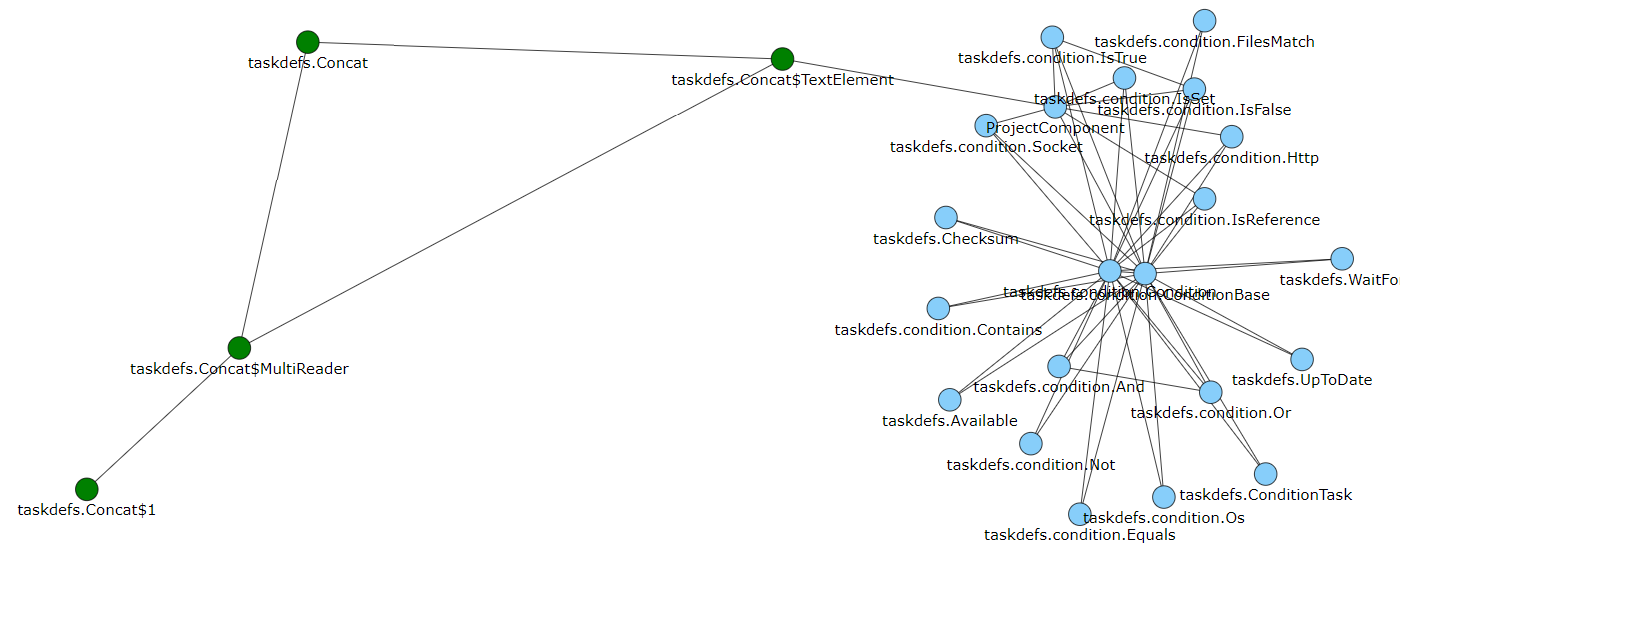 taskdefs.condition.FilesMatch
taskdefs.condition.IsTrue
taskdefs.Concat
taskdefs.Concat$TextElement
taskdefs.condition.IsSet
taskdefs.condition.IsFalse
ProjectComponent
taskdefs.condition.Socket
taskdefs.condition.Http
taskdefs.condition.IsReference
taskdefs.Checksum
taskdefs.WaitFo
taskdefs.condition.Condition
taskdefs.condition.ConditionBase
taskdefs.condition.Contains
taskdefs.Concat$MultiReader
taskdefs.UpToDate
taskdefs.condition.And
taskdefs.condition.Or
taskdefs.Available
taskdefs.condition.Not
taskdefs.ConditionTask
taskdefs.Concat$1
taskdefs.condition.Os
taskdefs.condition.Equals